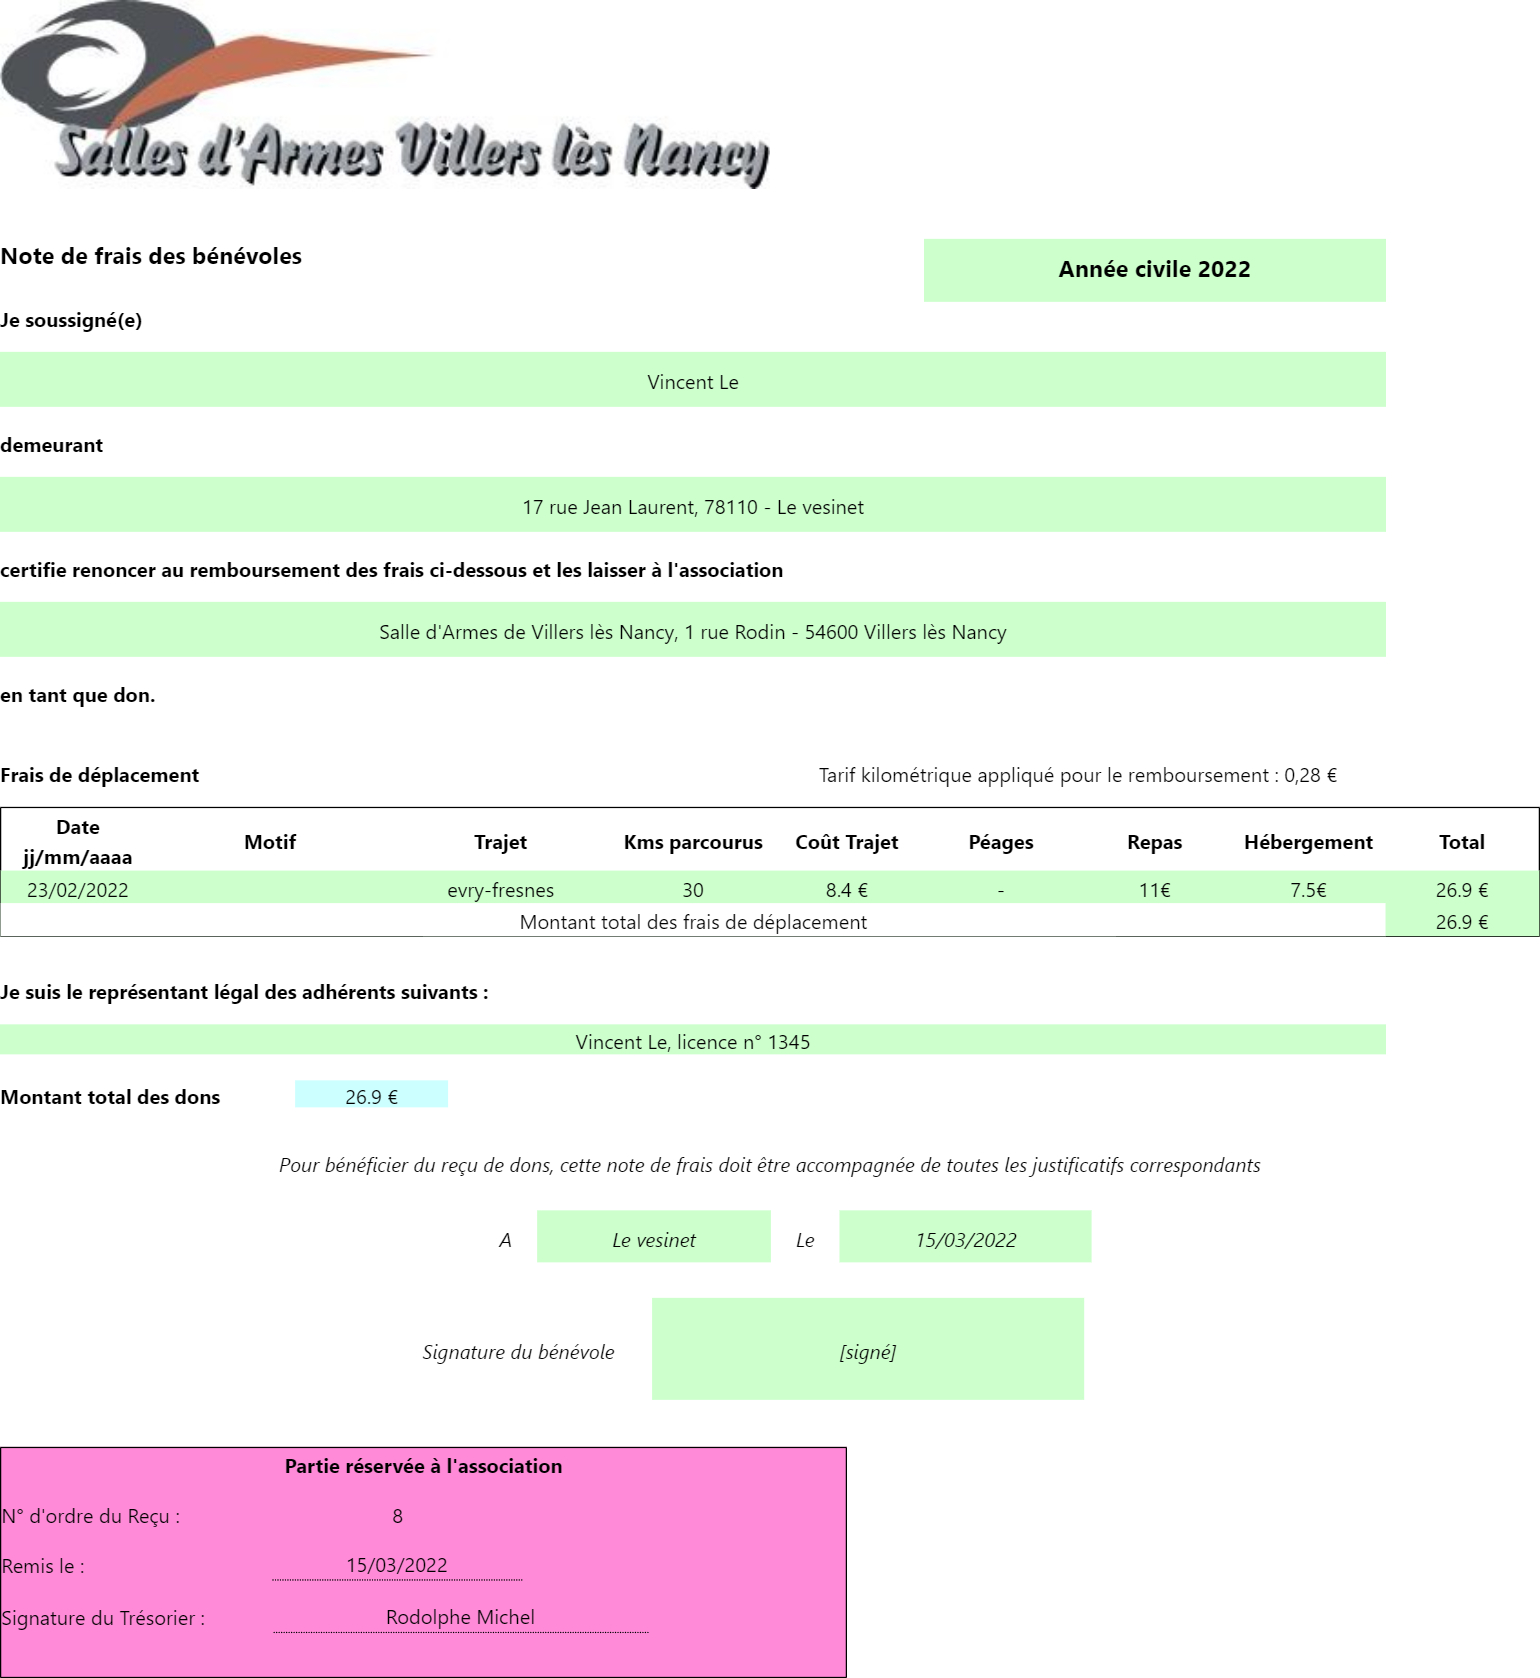 Salles d'Armes Villers lès Nancy
Note de frais des bénévoles
Année civile 2022
Je soussigné(e)
Vincent Le
demeurant
17 rue Jean Laurent, 78110 - Le vesinet
certifie renoncer au remboursement des frais ci-dessous et les laisser à l'association
Salle d'Armes de Villers lès Nancy, 1 rue Rodin - 54600 Villers lès Nancy
en tant que don.
Frais de déplacement Tarif kilométrique appliqué pour le remboursement : 0,28 €
Date jj/mm/aaaa Motif Trajet Kms parcourus Coût Trajet Péages Repas Hébergement Total
23/02/2022 evry-fresnes 30 8.4 € - 11€ 7.5€ 26.9 €
Montant total des frais de déplacement 26.9 €
Je suis le représentant légal des adhérents suivants :
Vincent Le, licence n° 1345
Montant total des dons 26.9 €
Pour bénéficier du reçu de dons, cette note de frais doit être accompagnée de toutes les justificatifs correspondants
A Le vesinet Le 15/03/2022
Signature du bénévole [signé]
Partie réservée à l'association
N° d'ordre du Reçu : 8
Remis le : 15/03/2022
Signature du Trésorier : Rodolphe Michel